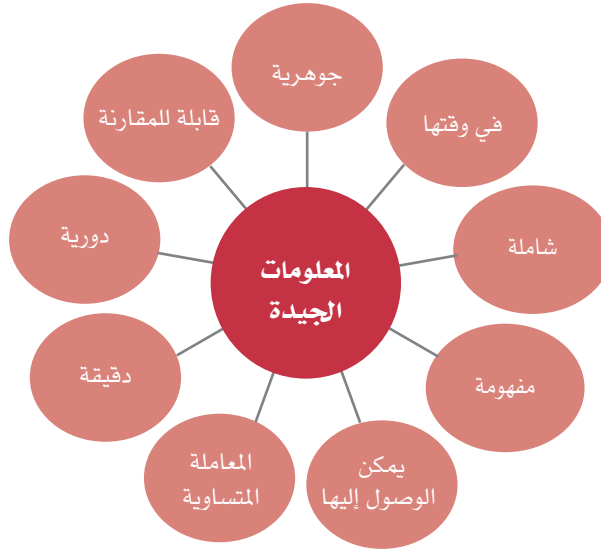 المعلومات
الجيدة
جوهرية
في وقتها
شاملة
مفهومة
يمكن
الوصول إليها
المعاملة
المتساوية
دقيقة
دورية
قابلة للمقارنة